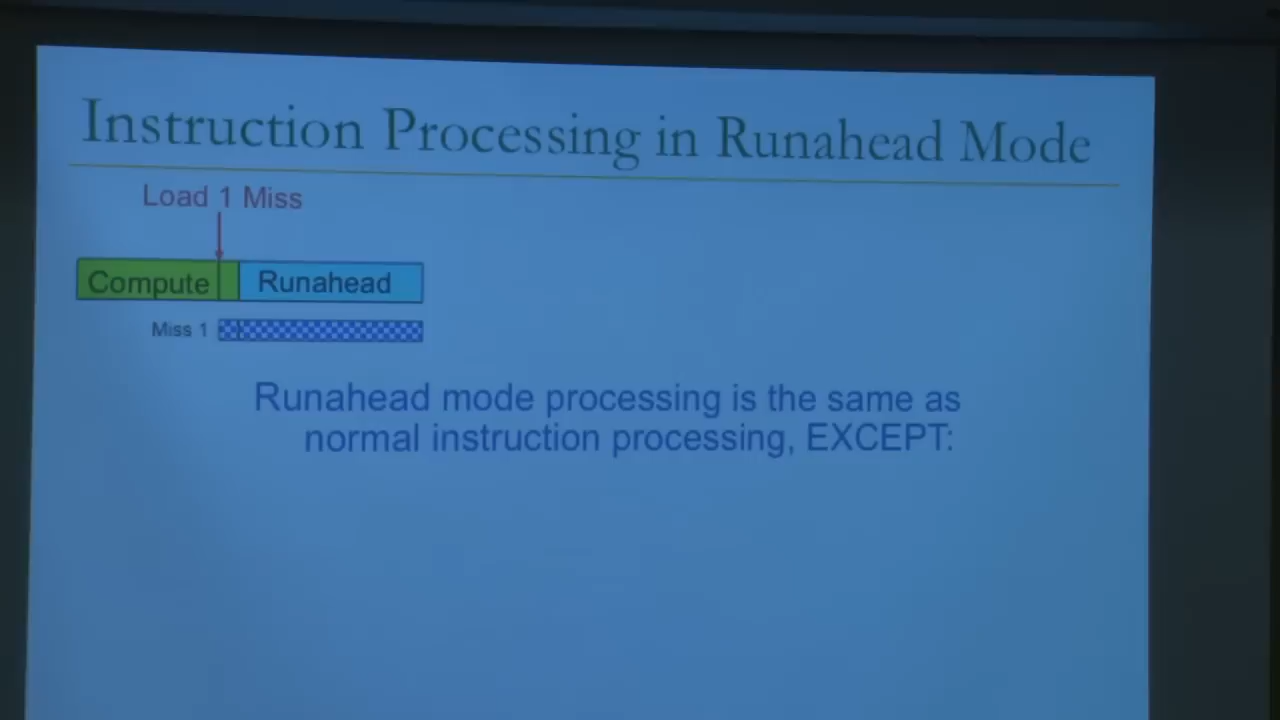 Instruction Processing in Runahead Mode
Load 1 Miss
Compute
Runahead
Miss 1
Runahead mode processing is the same as
normal instruction processing, EXCEPT: